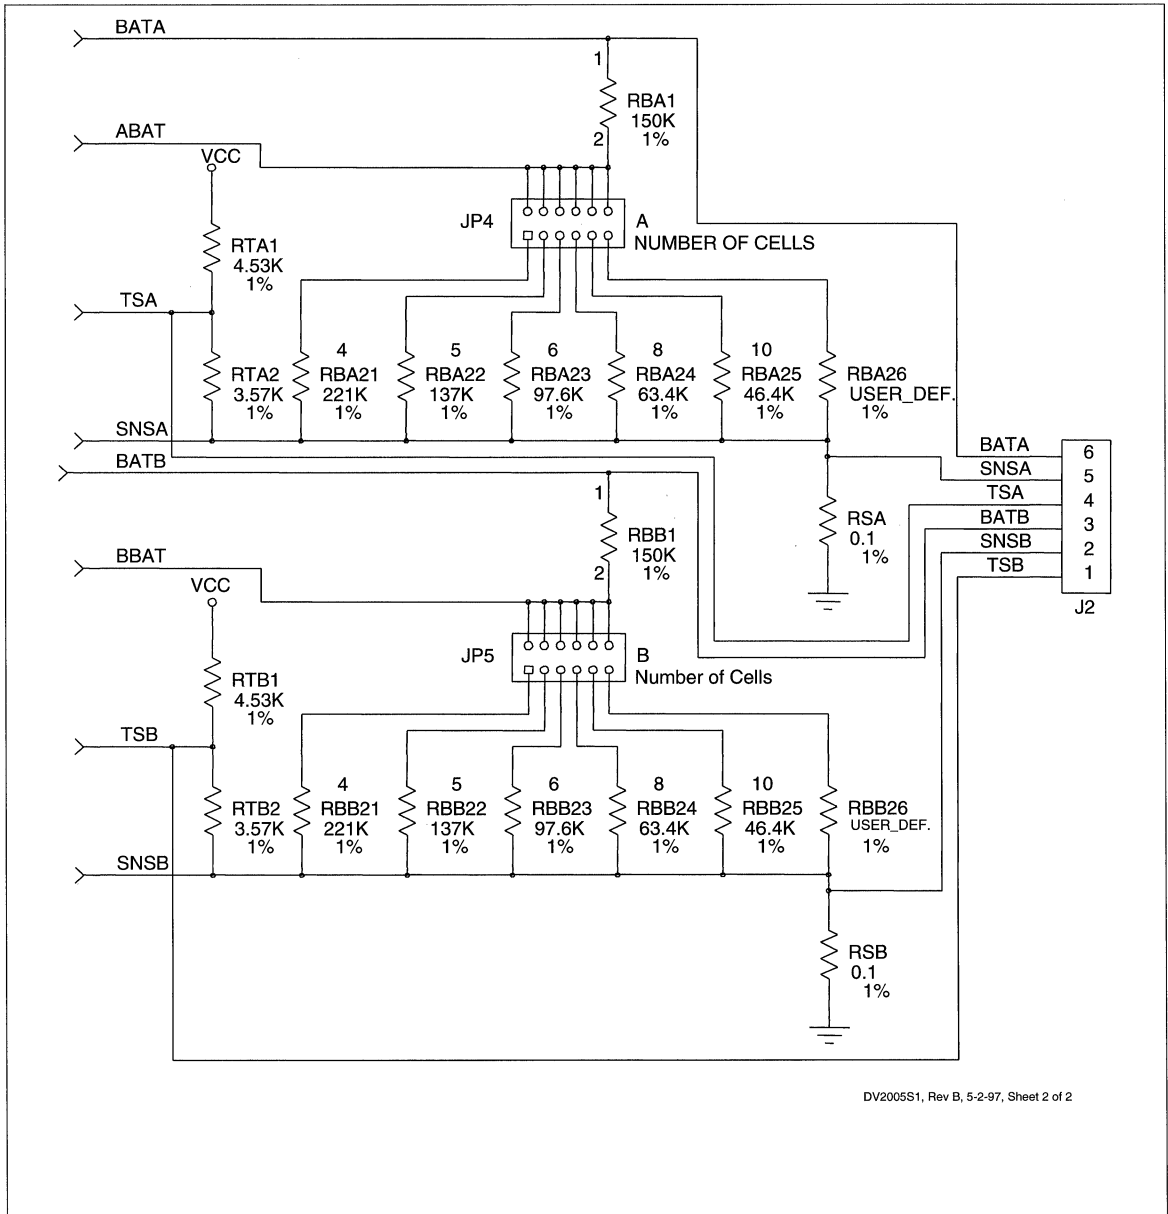 BATA
1
RBA1
150K
1%
2
ABAT
VCC
JP4
A
NUMBER OF CELLS
RTA1
4.53K
1%
TSA
RTA2
3.57K
1%
4
RBA21
221K
1%
5
RBA22
137K
1%
6
RBA23
97.6K
1%
8
RBA24
63.4K
1%
10
RBA25
46.4K
1%
RBA26
USER_DEF.
1%
SNSA
BATB
1
RBB1
150K
1%
2
RSA
0.1
1%
BATA
6
SNSA
5
TSA
4
BATB
3
SNSB
2
TSB
1
J2
BBAT
VCC
JP5
B
Number of Cells
RTB1
4.53K
1%
TSB
RTB2
3.57K
1%
4
RBB21
221K
1%
5
RBB22
137K
1%
6
RBB23
97.6K
1%
8
RBB24
63.4K
1%
10
RBB25
46.4K
1%
RBB26
USER_DEF.
1%
SNSB
RSB
0.1
1%
DV2005S1, Rev B, 5-2-97, Sheet 2 of 2